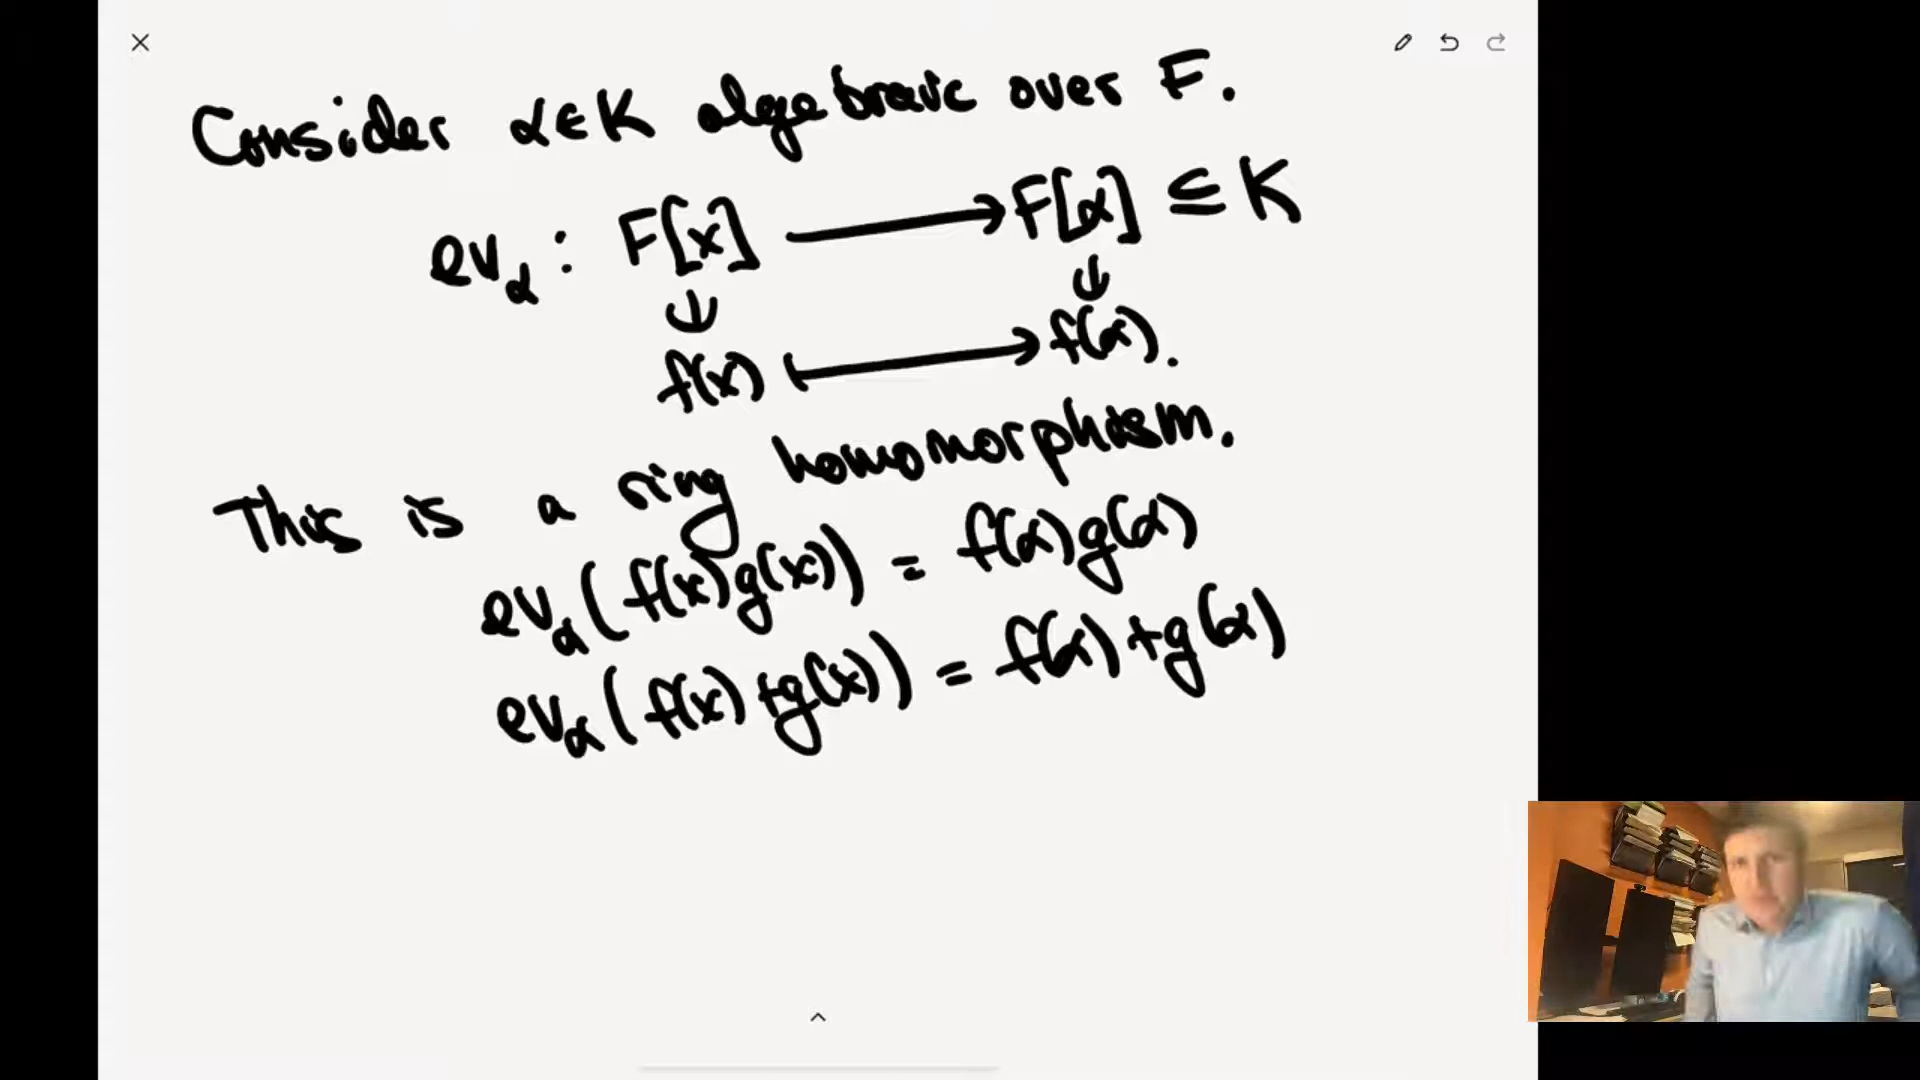 Consider α∈K algebraic over F.
ev_α : F[x] ⟶ F[α] ⊆ K
f(x) ⟼ f(α).
This is a ring homomorphism.
ev_α(f(x)g(x)) = f(α)g(α)
ev_α(f(x)+g(x)) = f(α)+g(α)